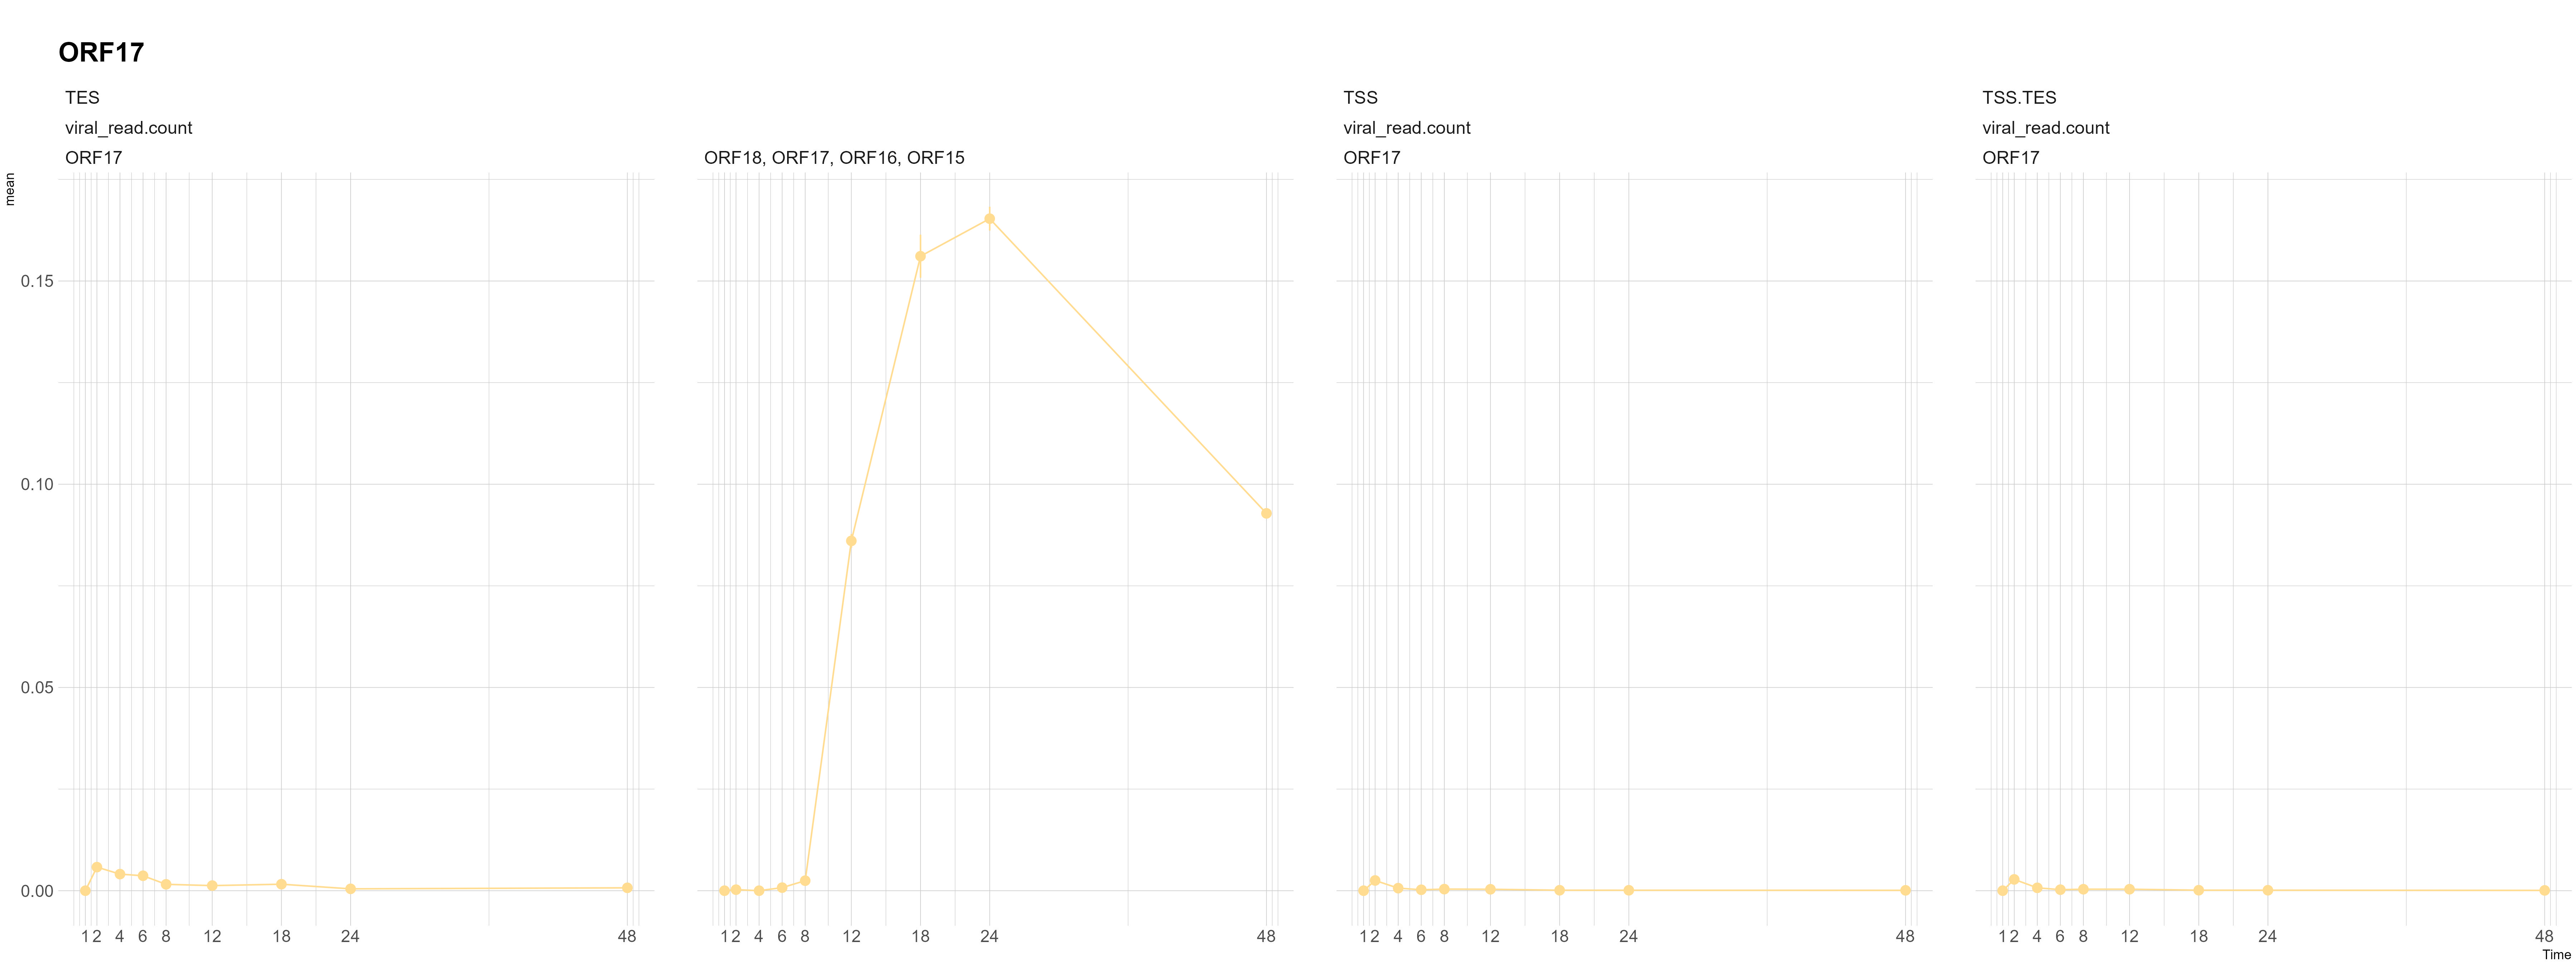 ORF17
TES
viral_read.count
ORF17
ORF18, ORF17, ORF16, ORF15
TSS
viral_read.count
ORF17
TSS.TES
viral_read.count
ORF17
mean
0.15
0.10
0.05
0.00
1 2 4 6 8 12 18 24 48
1 2 4 6 8 12 18 24 48
1 2 4 6 8 12 18 24 48
1 2 4 6 8 12 18 24 48
Time